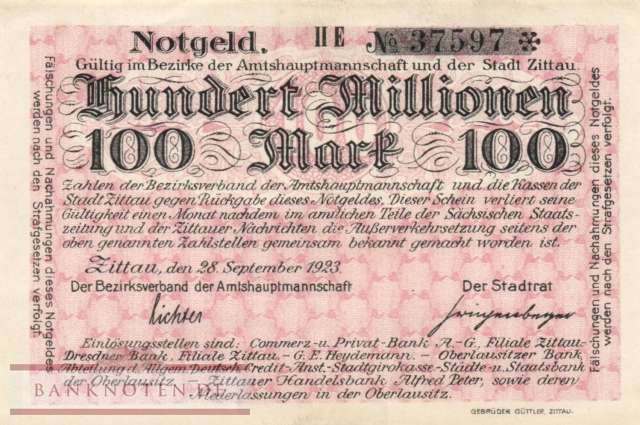 Notgeld. II E № 37597 ✻
Gültig im Bezirke der Amtshauptmannschaft und der Stadt Zittau.
Hundert Millionen
100 Mark 100
Zahlen der Bezirksverband der Amtshauptmannschaft und die Kassen der
Stadt Zittau gegen Rückgabe dieses Notgeldes. Dieser Schein verliert seine
Gültigkeit einen Monat nachdem im amtlichen Teile der Sächsischen Staats-
zeitung und der Zittauer Nachrichten die Außerverkehrsetzung seitens der
oben genannten Zahlstellen gemeinsam bekannt gemacht worden ist.
Zittau, den 28. September 1923.
Der Bezirksverband der Amtshauptmannschaft Der Stadtrat
Richter
Einlösungsstellen sind: Commerz-u. Privat-Bank A.-G., Filiale Zittau-
Dresdner Bank, Filiale Zittau.- G. E. Heydemann.- Oberlausitzer Bank
Abteilung d. Allgem. Deutsch. Credit-Anst.-Stadtgirokasse-Städte-u. Staatsbank
der Oberlausitz.- Zittauer Handelsbank Alfred Peter, sowie deren
Niederlassungen in der Oberlausitz.
Fälschungen und Nachahmungen dieses Notgeldes
werden nach den Strafgesetzen verfolgt.
Fälschungen und Nachahmungen dieses Notgeldes
werden nach den Strafgesetzen verfolgt.
GEBRÜDER GÜTTLER, ZITTAU.
BANKNOTEN.DE